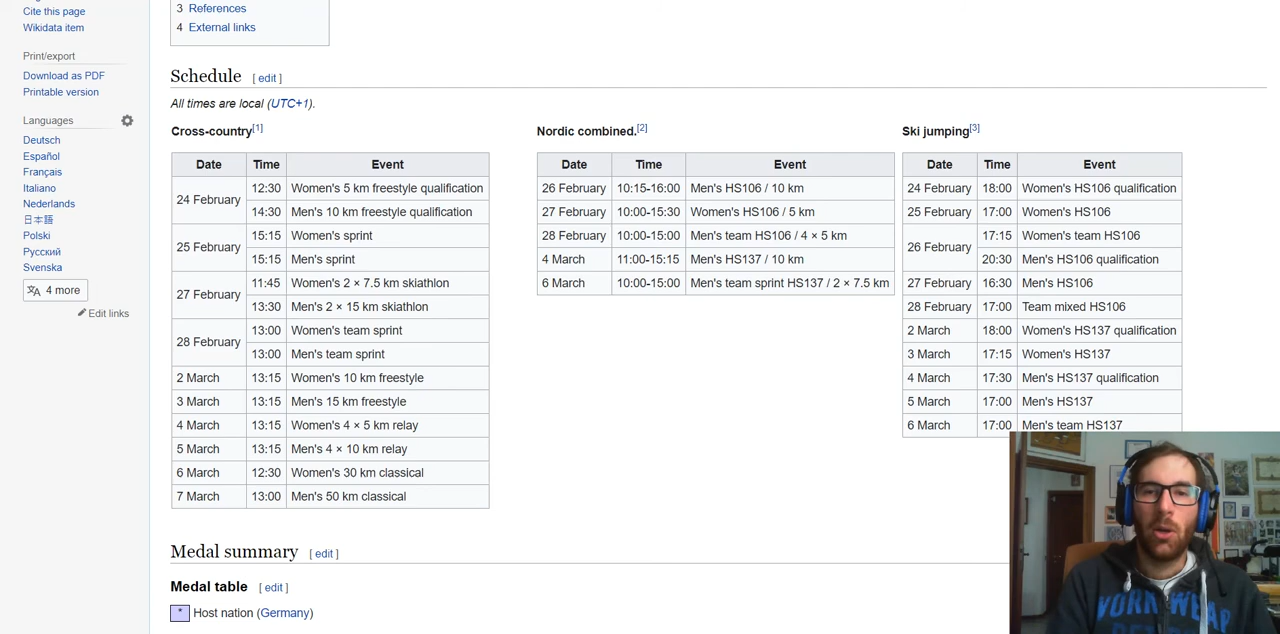 Cite this page
Wikidata item
Print/export
Download as PDF
Printable version
Languages
Deutsch
Español
Français
Italiano
Nederlands
日本語
Polski
Русский
Svenska
4 more
Edit links
3 References
4 External links
Schedule [ edit ]
All times are local (UTC+1).
Cross-country[1]
Date Time Event
24 February 12:30 Women's 5 km freestyle qualification
14:30 Men's 10 km freestyle qualification
25 February 15:15 Women's sprint
15:15 Men's sprint
27 February 11:45 Women's 2 × 7.5 km skiathlon
13:30 Men's 2 × 15 km skiathlon
28 February 13:00 Women's team sprint
13:00 Men's team sprint
2 March 13:15 Women's 10 km freestyle
3 March 13:15 Men's 15 km freestyle
4 March 13:15 Women's 4 × 5 km relay
5 March 13:15 Men's 4 × 10 km relay
6 March 12:30 Women's 30 km classical
7 March 13:00 Men's 50 km classical
Nordic combined.[2]
Date Time Event
26 February 10:15-16:00 Men's HS106 / 10 km
27 February 10:00-15:30 Women's HS106 / 5 km
28 February 10:00-15:00 Men's team HS106 / 4 × 5 km
4 March 11:00-15:15 Men's HS137 / 10 km
6 March 10:00-15:00 Men's team sprint HS137 / 2 × 7.5 km
Ski jumping[3]
Date Time Event
24 February 18:00 Women's HS106 qualification
25 February 17:00 Women's HS106
26 February 17:15 Women's team HS106
20:30 Men's HS106 qualification
27 February 16:30 Men's HS106
28 February 17:00 Team mixed HS106
2 March 18:00 Women's HS137 qualification
3 March 17:15 Women's HS137
4 March 17:30 Men's HS137 qualification
5 March 17:00 Men's HS137
6 March 17:00 Men's team HS137
Medal summary [ edit ]
Medal table [ edit ]
* Host nation (Germany)